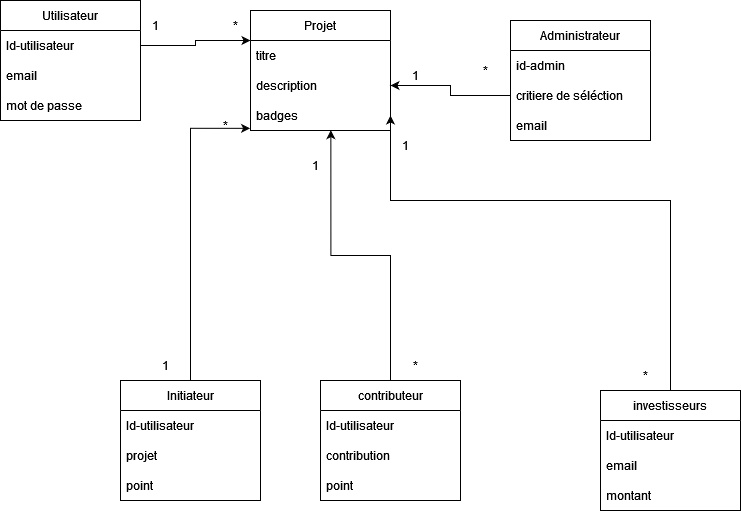 Utilisateur
Id-utilisateur
email
mot de passe
1
*
Projet
titre
description
badges
Administrateur
id-admin
critiere de séléction
email
1
*
*
1
1
1
*
*
Initiateur
Id-utilisateur
projet
point
contributeur
Id-utilisateur
contribution
point
investisseurs
Id-utilisateur
email
montant